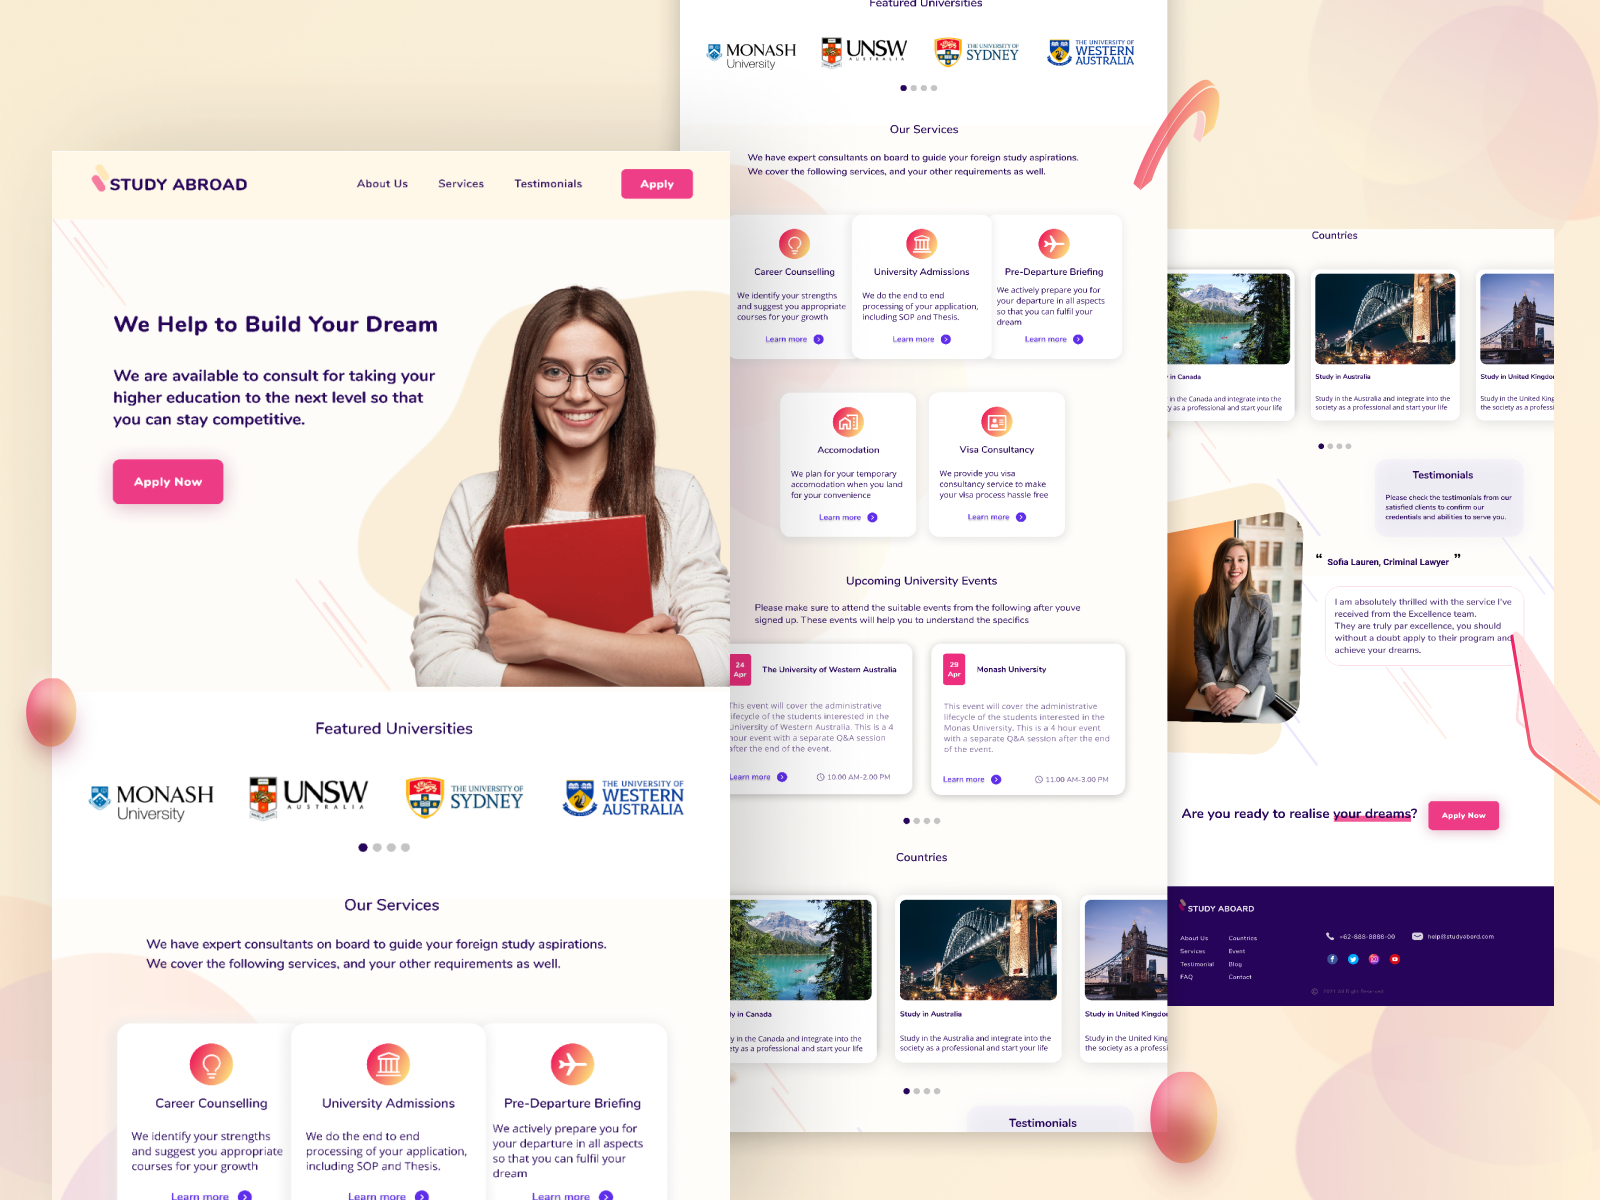 STUDY ABROAD
About Us
Services
Testimonials
Apply
We Help to Build Your Dream
We are available to consult for taking your
higher education to the next level so that
you can stay competitive.
Apply Now
Featured Universities
MONASH
University
UNSW
AUSTRALIA
THE UNIVERSITY OF
SYDNEY
THE UNIVERSITY OF
WESTERN
AUSTRALIA
Our Services
We have expert consultants on board to guide your foreign study aspirations.
We cover the following services, and your other requirements as well.
Career Counselling
We identify your strengths
and suggest you appropriate
courses for your growth
Learn more
University Admissions
We do the end to end
processing of your application,
including SOP and Thesis.
Learn more
Pre-Departure Briefing
We actively prepare you for
your departure in all aspects
so that you can fulfil your
dream
Learn more
Featured Universities
MONASH
University
UNSW
AUSTRALIA
THE UNIVERSITY OF
SYDNEY
THE UNIVERSITY OF
WESTERN
AUSTRALIA
Our Services
We have expert consultants on board to guide your foreign study aspirations.
We cover the following services, and your other requirements as well.
Career Counselling
We identify your strengths
and suggest you appropriate
courses for your growth
Learn more
University Admissions
We do the end to end
processing of your application,
including SOP and Thesis.
Learn more
Pre-Departure Briefing
We actively prepare you for
your departure in all aspects
so that you can fulfil your
dream
Learn more
Accomodation
We plan for your temporary
accomodation when you land
for your convenience
Learn more
Visa Consultancy
We provide you visa
consultancy service to make
your visa process hassle free
Learn more
Upcoming University Events
Please make sure to attend the suitable events from the following after youve
signed up. These events will help you to understand the specifics
24
Apr
The University of Western Australia
This event will cover the administrative
lifecycle of the students interested in the
University of Western Australia. This is a 4
hour event with a separate Q&A session
after the end of the event.
Learn more
10.00 AM-2.00 PM
29
Apr
Monash University
This event will cover the administrative
lifecycle of the students interested in the
Monas University. This is a 4 hour event
with a separate Q&A session after the end
of the event.
Learn more
11.00 AM-3.00 PM
Countries
y in Canada
y in the Canada and integrate into the
ety as a professional and start your life
Study in Australia
Study in the Australia and integrate into the
society as a professional and start your life
Study in United Kingdo
Study in the United King
the society as a profess
Testimonials
Countries
in Canada
in the Canada and integrate into the
y as a professional and start your life
Study in Australia
Study in the Australia and integrate into the
society as a professional and start your life
Study in United Kingdo
Study in the United King
the society as a profess
Testimonials
Please check the testimonials from our
satisfied clients to confirm our
credentials and abilities to serve you.
“ Sofia Lauren, Criminal Lawyer ”
I am absolutely thrilled with the service I've
received from the Excellence team.
They are truly par excellence, you should
without a doubt apply to their program and
achieve your dreams.
Are you ready to realise your dreams?
Apply Now
STUDY ABOARD
About Us
Services
Testimonial
FAQ
Countries
Event
Blog
Contact
+62-888-8888-00
help@studyabord.com